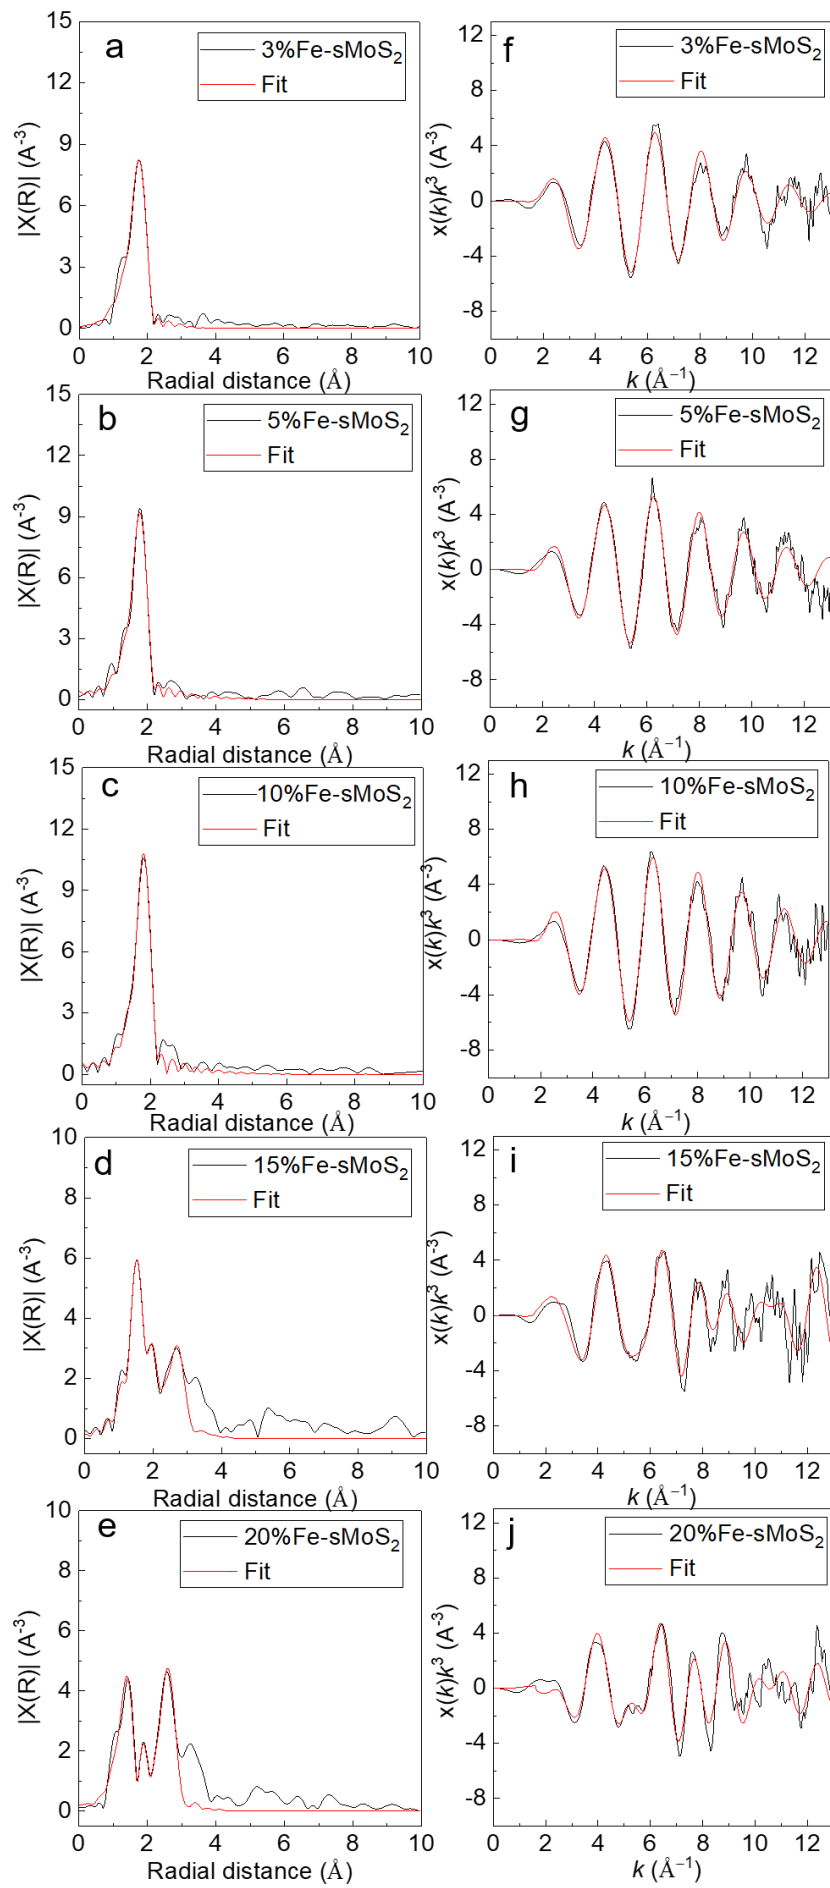 a
3%Fe-sMoS₂
Fit
|X(R)| (A⁻³)
15
12
9
6
3
0
0 2 4 6 8 10
Radial distance (Å)
f
3%Fe-sMoS₂
Fit
x(k)k³ (A⁻³)
12
8
4
0
-4
-8
0 2 4 6 8 10 12
k (Å⁻¹)
b
5%Fe-sMoS₂
Fit
|X(R)| (A⁻³)
15
12
9
6
3
0
0 2 4 6 8 10
Radial distance (Å)
g
5%Fe-sMoS₂
Fit
x(k)k³ (A⁻³)
12
8
4
0
-4
-8
0 2 4 6 8 10 12
k (Å⁻¹)
c
10%Fe-sMoS₂
Fit
|X(R)| (A⁻³)
15
12
9
6
3
0
0 2 4 6 8 10
Radial distance (Å)
h
10%Fe-sMoS₂
Fit
x(k)k³ (A⁻³)
12
8
4
0
-4
-8
0 2 4 6 8 10 12
k (Å⁻¹)
d
15%Fe-sMoS₂
Fit
|X(R)| (A⁻³)
10
8
6
4
2
0
0 2 4 6 8 10
Radial distance (Å)
i
15%Fe-sMoS₂
Fit
x(k)k³ (A⁻³)
12
8
4
0
-4
-8
0 2 4 6 8 10 12
k (Å⁻¹)
e
20%Fe-sMoS₂
Fit
|X(R)| (A⁻³)
10
8
6
4
2
0
0 2 4 6 8 10
Radial distance (Å)
j
20%Fe-sMoS₂
Fit
x(k)k³ (A⁻³)
12
8
4
0
-4
-8
0 2 4 6 8 10 12
k (Å⁻¹)